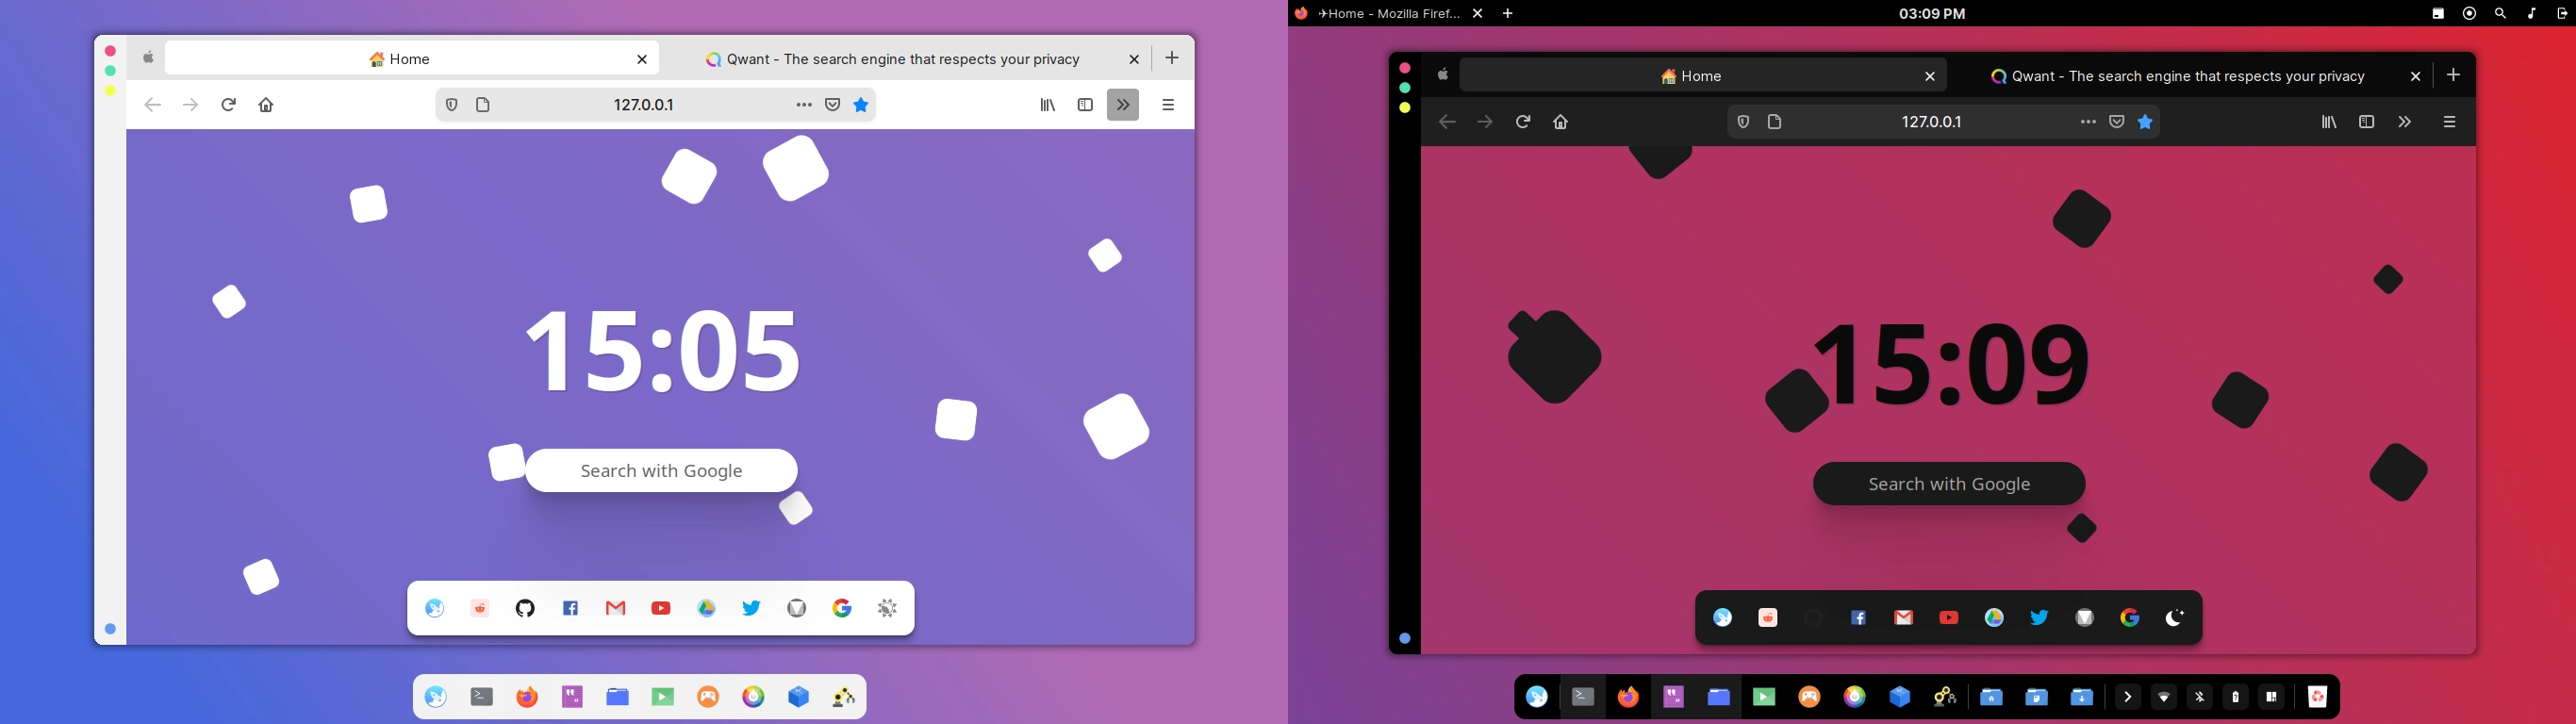 Home
Qwant - The search engine that respects your privacy
127.0.0.1
15:05
Search with Google
✈Home - Mozilla Firef...
03:09 PM
Home
Qwant - The search engine that respects your privacy
127.0.0.1
15:09
Search with Google